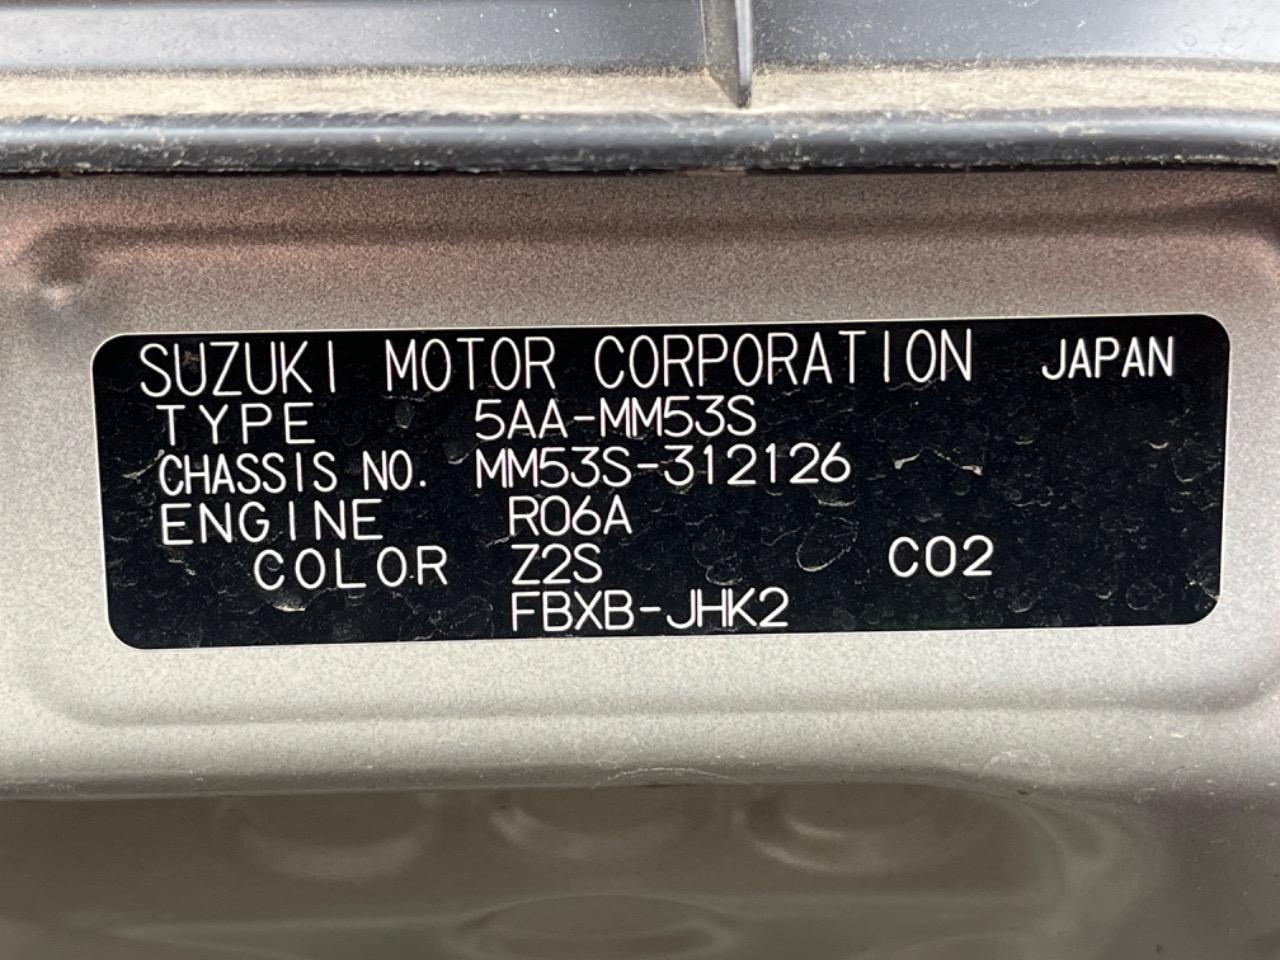 SUZUKI MOTOR CORPORATION JAPAN
TYPE 5AA-MM53S
CHASSIS NO. MM53S-312126
ENGINE R06A
COLOR Z2S C02
FBXB-JHK2